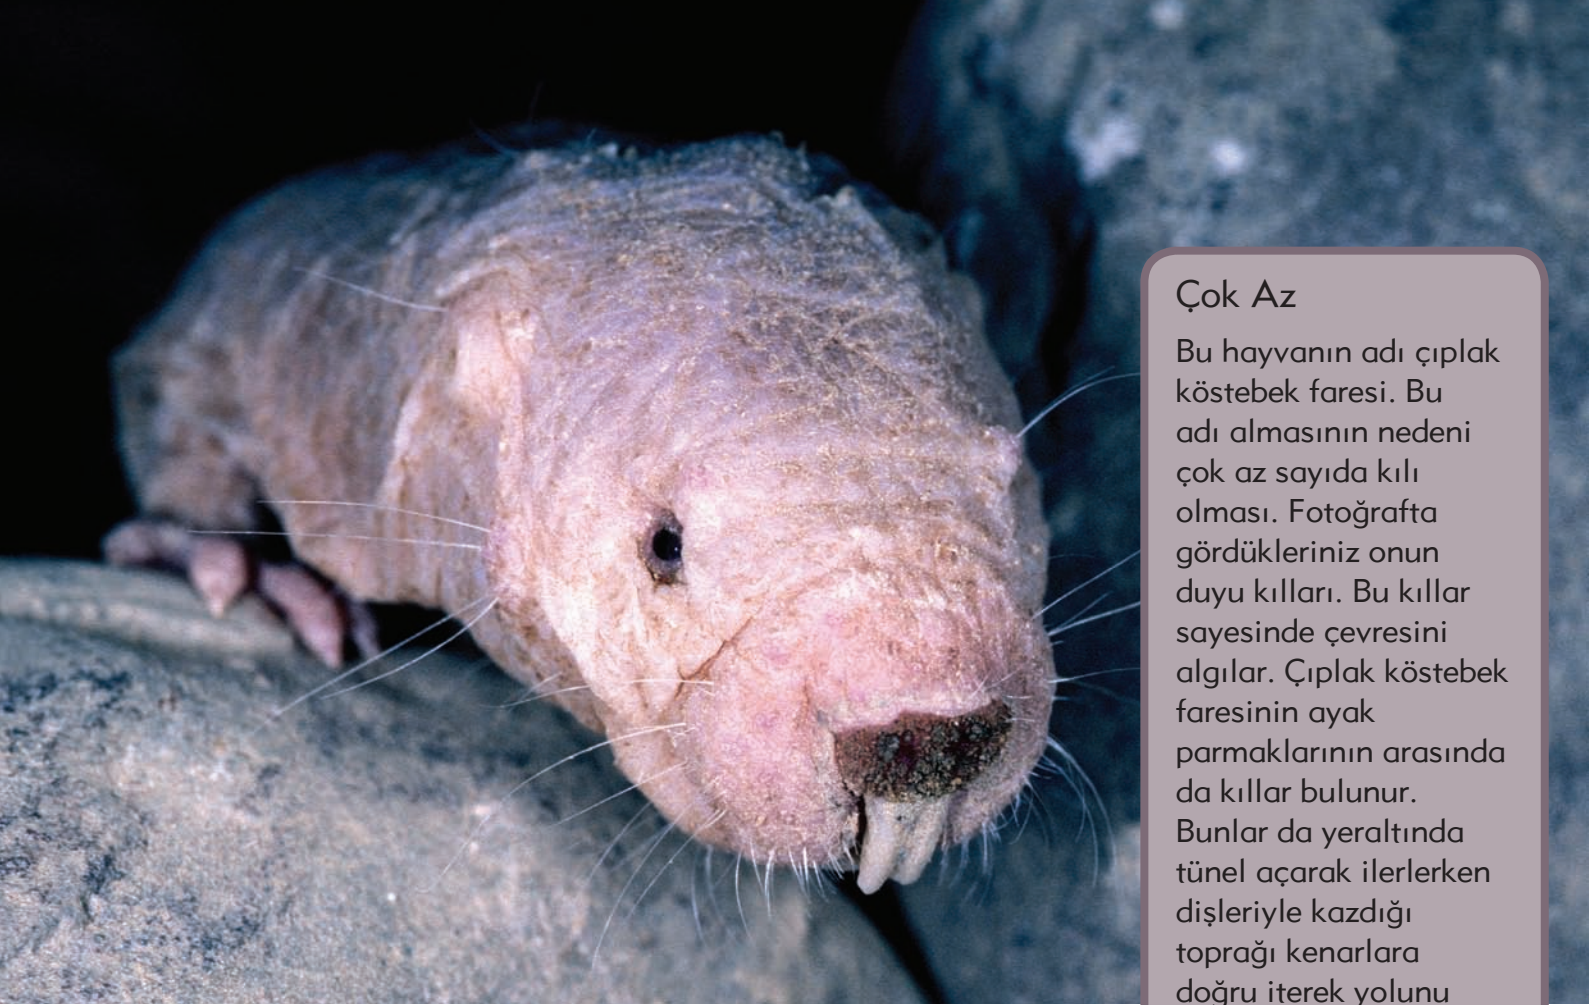 Çok Az
Bu hayvanın adı çıplak
köstebek faresi. Bu
adı almasının nedeni
çok az sayıda kılı
olması. Fotoğrafta
gördükleriniz onun
duyu kılları. Bu kıllar
sayesinde çevresini
algılar. Çıplak köstebek
faresinin ayak
parmaklarının arasında
da kıllar bulunur.
Bunlar da yeraltında
tünel açarak ilerlerken
dişleriyle kazdığı
toprağı kenarlara
doğru iterek yolunu